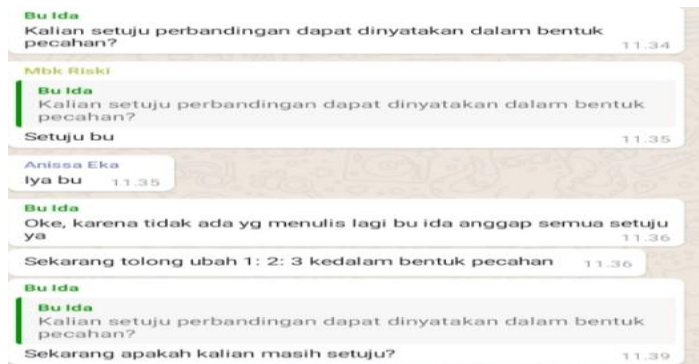 Bu Ida
Kalian setuju perbandingan dapat dinyatakan dalam bentuk
pecahan?
11.34
Mbk Riski
Bu Ida
Kalian setuju perbandingan dapat dinyatakan dalam bentuk
pecahan?
Setuju bu
11.35
Anissa Eka
Iya bu 11.35
Bu Ida
Oke, karena tidak ada yg menulis lagi bu ida anggap semua setuju
ya
11.36
Sekarang tolong ubah 1: 2: 3 kedalam bentuk pecahan 11.36
Bu Ida
Bu Ida
Kalian setuju perbandingan dapat dinyatakan dalam bentuk
pecahan?
Sekarang apakah kalian masih setuju? 11.39